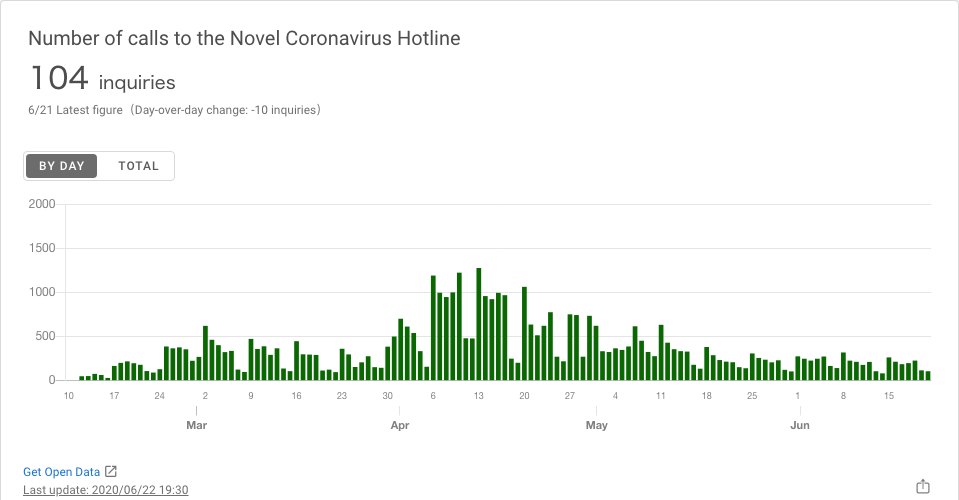 Number of calls to the Novel Coronavirus Hotline
104 inquiries
6/21 Latest figure（Day-over-day change: -10 inquiries）
BY DAY TOTAL
2000
1500
1000
500
0
10 17 24 2 9 16 23 30 6 13 20 27 4 11 18 25 1 8 15
Mar Apr May Jun
Get Open Data
Last update: 2020/06/22 19:30